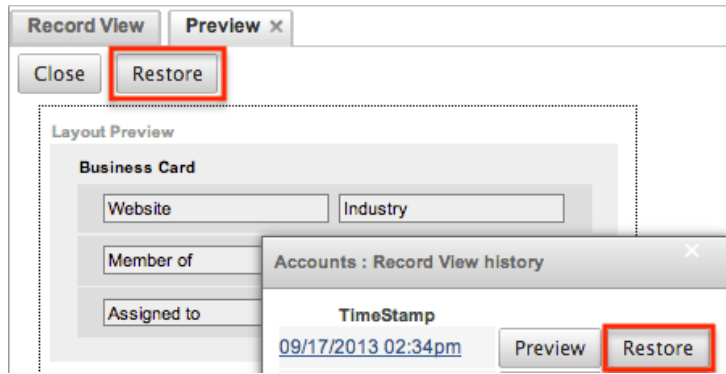 Record View Preview ×
Close Restore
Layout Preview
Business Card
Website Industry
Member of
Assigned to
Accounts : Record View history ×
TimeStamp
09/17/2013 02:34pm Preview Restore